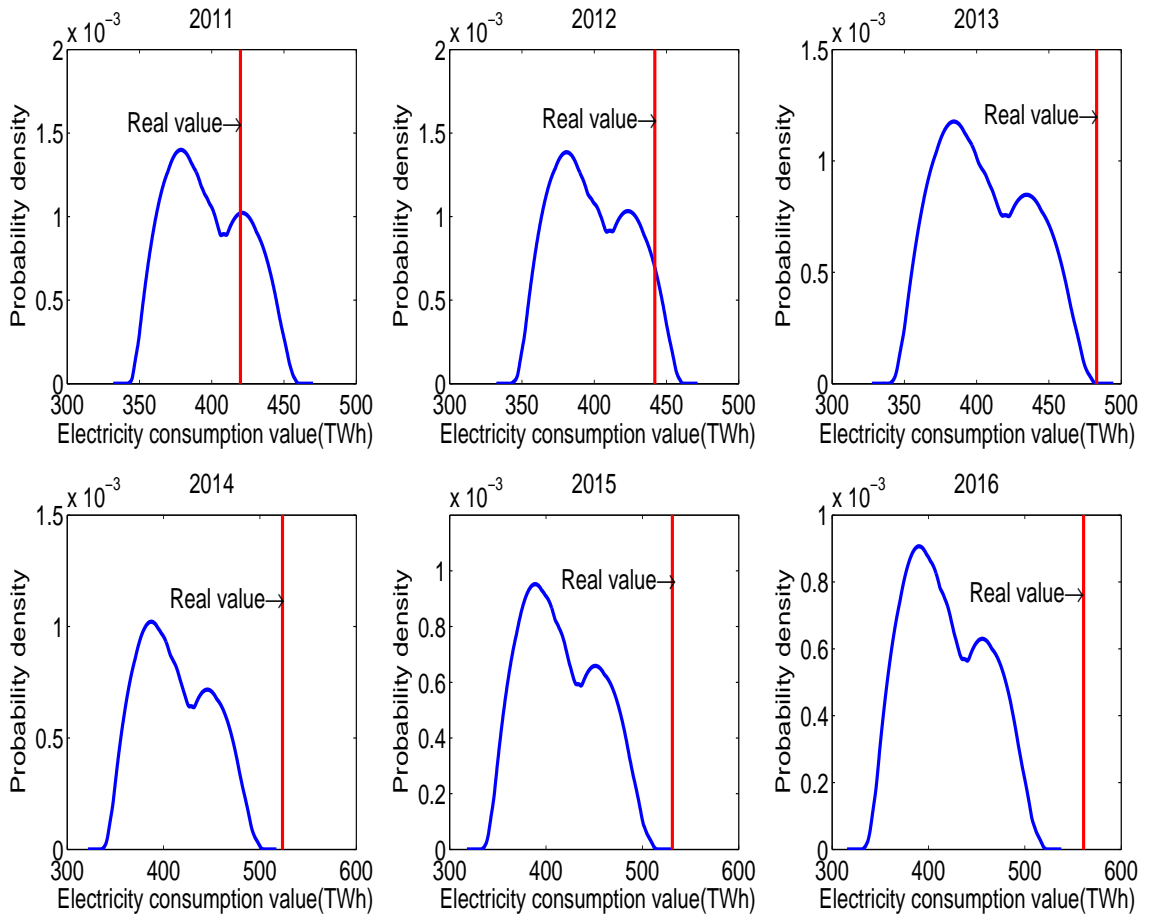 2011
x 10⁻³
Probability density
2
1.5
1
0.5
0
Real value→
300 350 400 450 500
Electricity consumption value(TWh)
2012
x 10⁻³
Probability density
2
1.5
1
0.5
0
Real value→
300 350 400 450 500
Electricity consumption value(TWh)
2013
x 10⁻³
Probability density
1.5
1
0.5
0
Real value→
300 350 400 450 500
Electricity consumption value(TWh)
2014
x 10⁻³
Probability density
1.5
1
0.5
0
Real value→
300 400 500 600
Electricity consumption value(TWh)
2015
x 10⁻³
Probability density
1
0.8
0.6
0.4
0.2
0
Real value→
300 400 500 600
Electricity consumption value(TWh)
2016
x 10⁻³
Probability density
1
0.8
0.6
0.4
0.2
0
Real value→
300 400 500 600
Electricity consumption value(TWh)